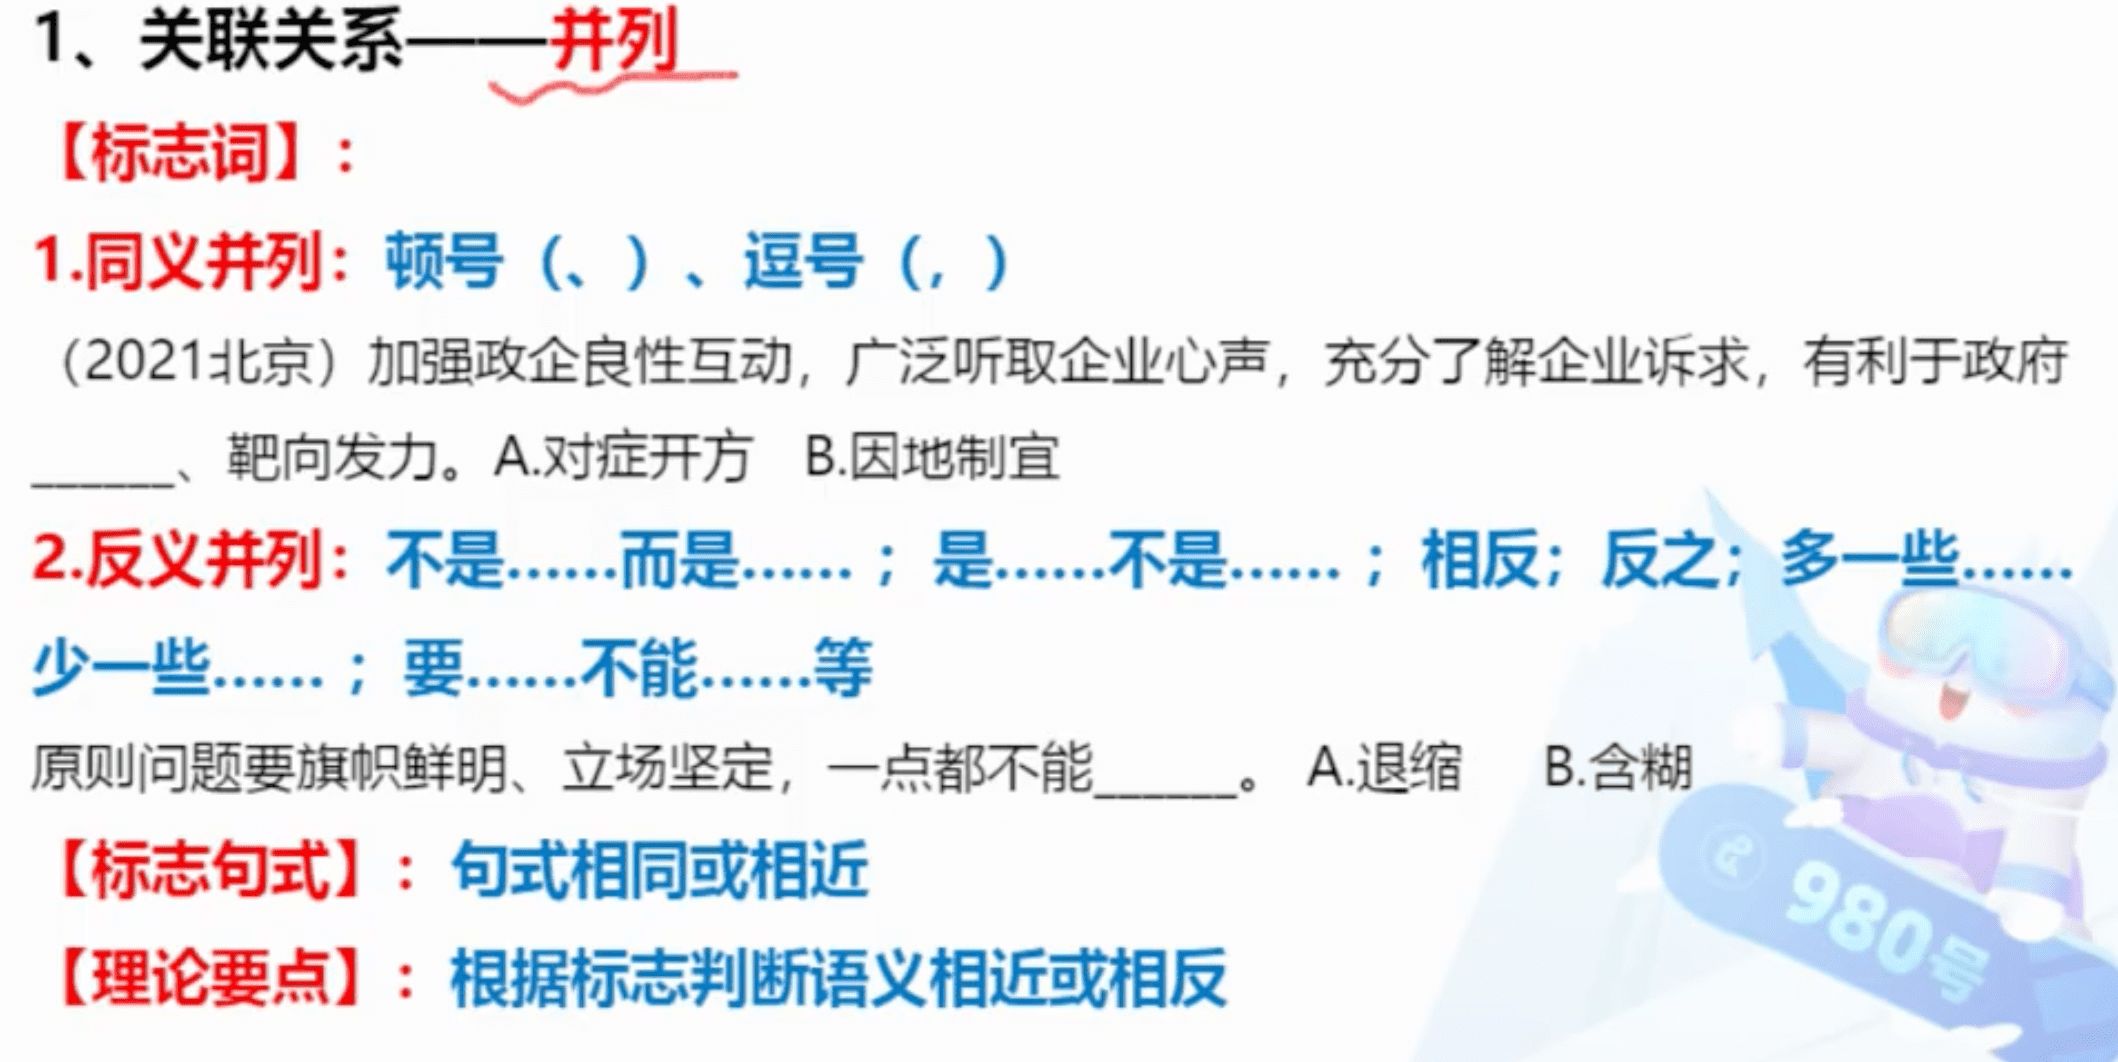 1、关联关系——并列
【标志词】：
1.同义并列：顿号（、）、逗号（，）
（2021北京）加强政企良性互动，广泛听取企业心声，充分了解企业诉求，有利于政府
______、靶向发力。A.对症开方 B.因地制宜
2.反义并列：不是……而是……；是……不是……；相反；反之；多一些……
少一些……；要……不能……等
原则问题要旗帜鲜明、立场坚定，一点都不能______。 A.退缩 B.含糊
【标志句式】：句式相同或相近
【理论要点】：根据标志判断语义相近或相反
980号